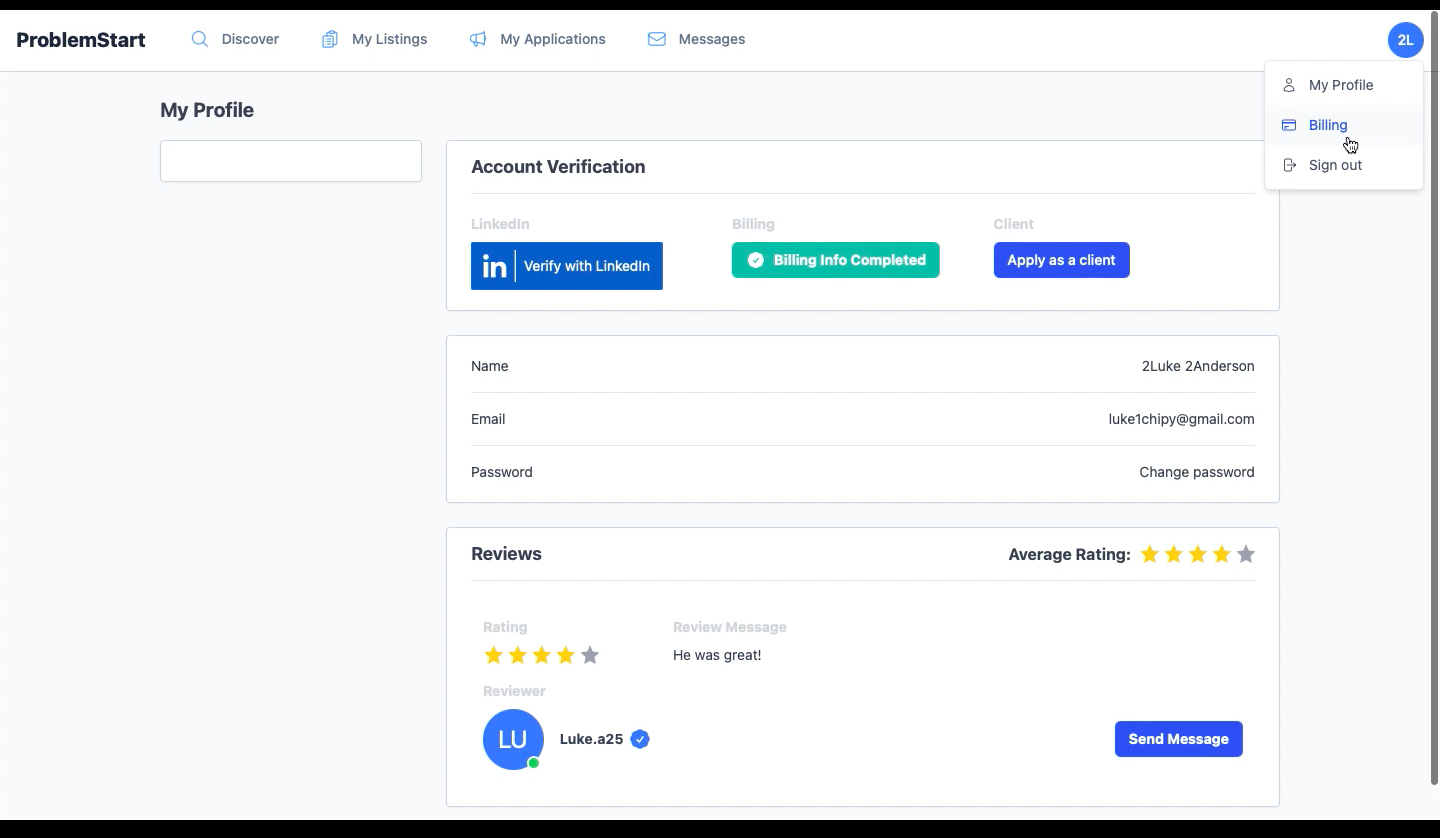 ProblemStart
Discover
My Listings
My Applications
Messages
2L
My Profile
Billing
Sign out
My Profile
Account Verification
LinkedIn
Billing
Client
in Verify with LinkedIn
Billing Info Completed
Apply as a client
Name
2Luke 2Anderson
Email
luke1chipy@gmail.com
Password
Change password
Reviews
Average Rating:
Rating
Review Message
He was great!
Reviewer
LU
Luke.a25
Send Message